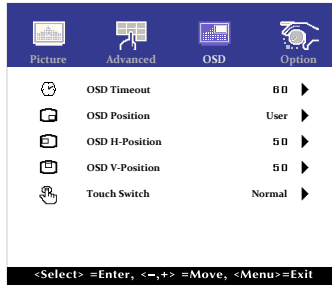 Picture Advanced OSD Option
OSD Timeout 60
OSD Position User
OSD H-Position 50
OSD V-Position 50
Touch Switch Normal
<Select> =Enter, <–,+> =Move, <Menu>=Exit